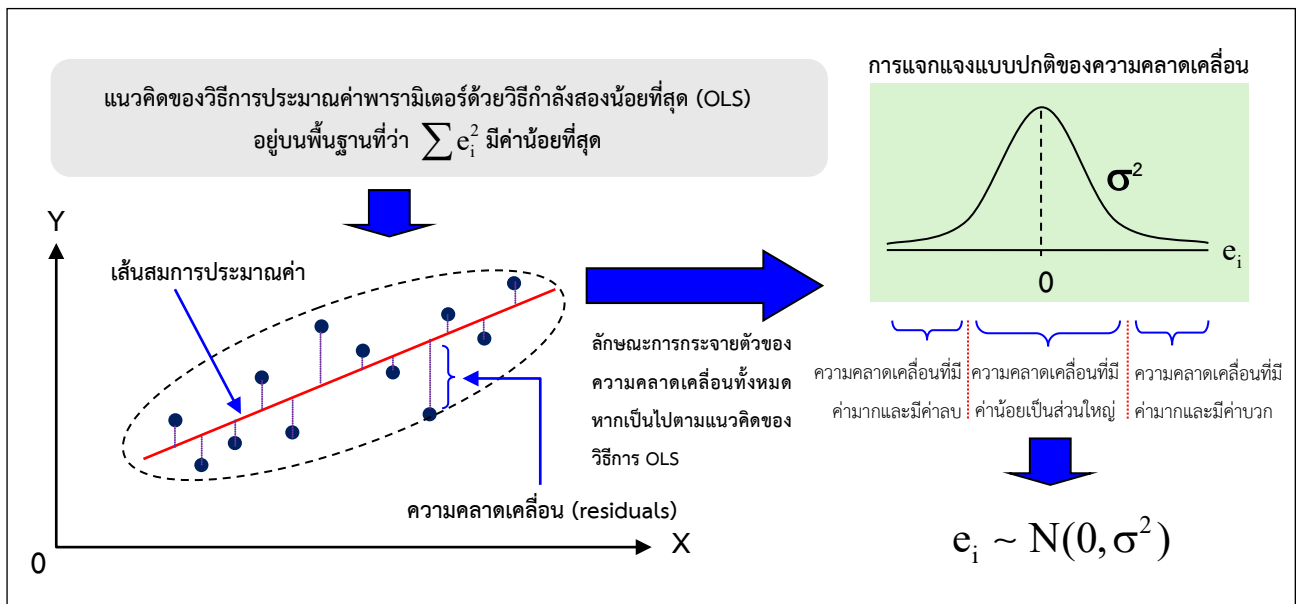 แนวคิดของวิธีการประมาณค่าพารามิเตอร์ด้วยวิธีกำลังสองน้อยที่สุด (OLS)
อยู่บนพื้นฐานที่ว่า ∑e_i^2 มีค่าน้อยที่สุด
การแจกแจงแบบปกติของความคลาดเคลื่อน
σ²
e_i
0
Y
เส้นสมการประมาณค่า
ลักษณะการกระจายตัวของ
ความคลาดเคลื่อนทั้งหมด
หากเป็นไปตามแนวคิดของ
วิธีการ OLS
ความคลาดเคลื่อน (residuals)
X
0
ความคลาดเคลื่อนที่มี
ค่ามากและมีค่าลบ
ความคลาดเคลื่อนที่มี
ค่าน้อยเป็นส่วนใหญ่
ความคลาดเคลื่อนที่มี
ค่ามากและมีค่าบวก
e_i ~ N(0, σ²)